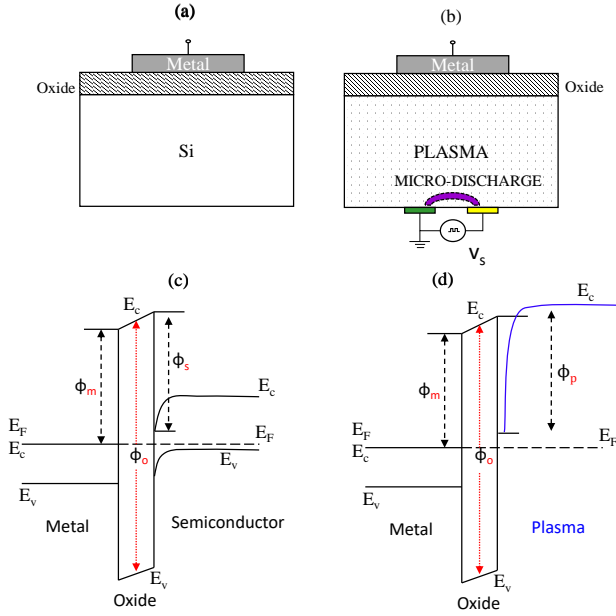 (a)
Metal
Oxide
Si
(b)
Metal
Oxide
PLASMA
MICRO-DISCHARGE
Vs
(c)
Ec
ϕm
ϕs
Ec
EF
EF
Ec
ϕo
Ev
Ev
Metal
Semiconductor
Ev
Oxide
(d)
Ec
Ec
ϕm
ϕp
EF
EF
Ec
ϕo
Ev
Metal
Plasma
Ev
Oxide